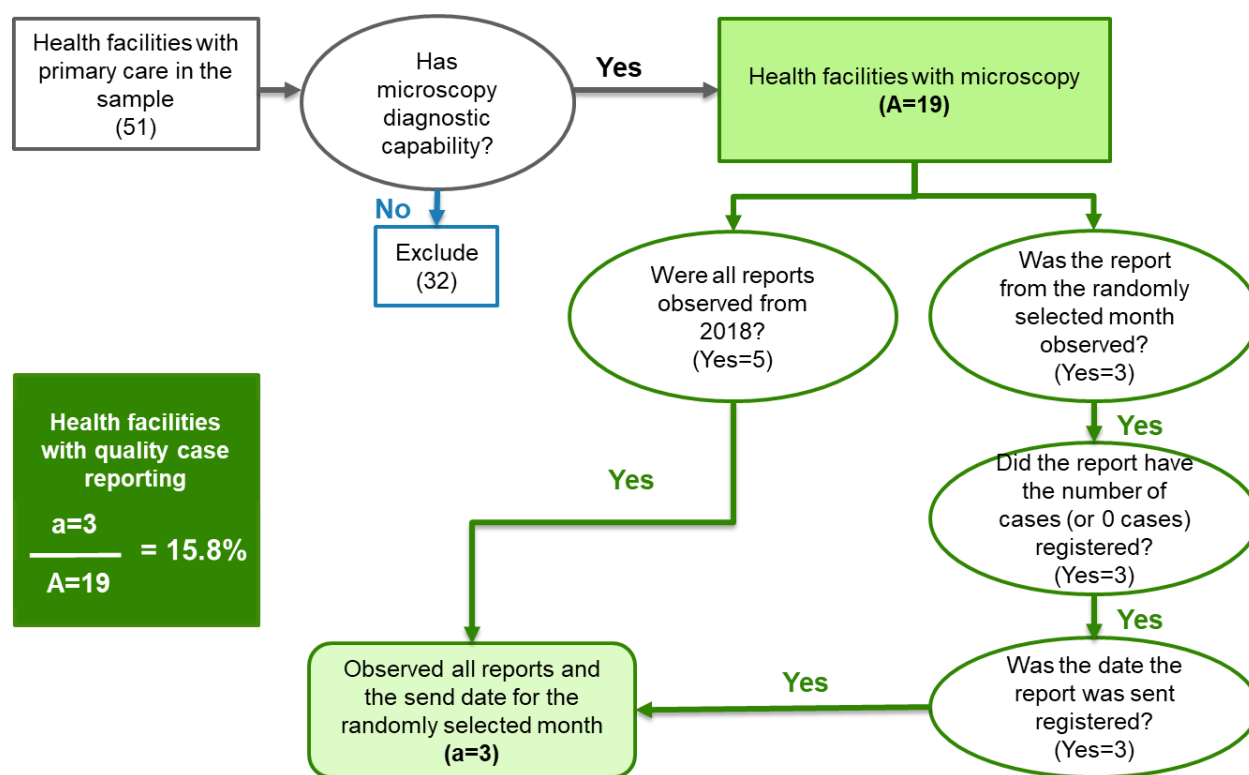 Health facilities with
primary care in the
sample
(51)
Has
microscopy
diagnostic
capability?
Yes
Health facilities with microscopy
(A=19)
No
Exclude
(32)
Were all reports
observed from
2018?
(Yes=5)
Was the report
from the randomly
selected month
observed?
(Yes=3)
Health facilities
with quality case
reporting
a=3
A=19
= 15.8%
Yes
Yes
Did the report have
the number of
cases (or 0 cases)
registered?
(Yes=3)
Yes
Observed all reports and
the send date for the
randomly selected month
(a=3)
Yes
Was the date the
report was sent
registered?
(Yes=3)